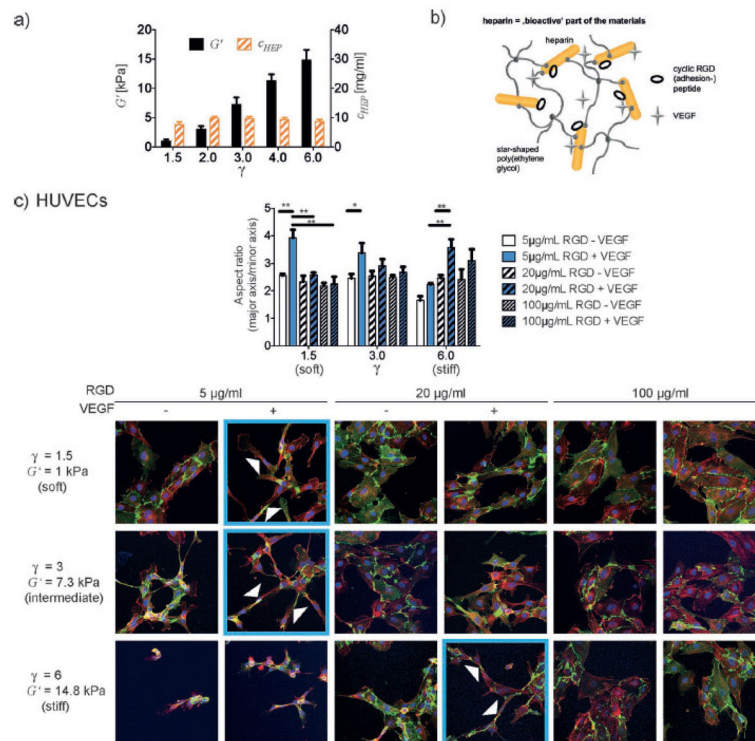 a)
G'
c_HEP
20
15
10
5
0
G' [kPa]
40
30
20
10
0
c_HEP [mg/ml]
1.5
2.0
3.0
4.0
6.0
γ
b)
heparin = ‚bioactive' part of the materials
heparin
cyclic RGD
(adhesion-)
peptide
VEGF
star-shaped
poly(ethylene
glycol)
c) HUVECs
Aspect ratio
(major axis/minor axis)
5
4
3
2
1
**
**
**
*
**
**
1.5
3.0
6.0
(soft)
γ
(stiff)
5µg/mL RGD - VEGF
5µg/mL RGD + VEGF
20µg/mL RGD - VEGF
20µg/mL RGD + VEGF
100µg/mL RGD - VEGF
100µg/mL RGD + VEGF
RGD
5 µg/ml
20 µg/ml
100 µg/ml
VEGF
-
+
-
+
γ = 1.5
G' = 1 kPa
(soft)
γ = 3
G' = 7.3 kPa
(intermediate)
γ = 6
G' = 14.8 kPa
(stiff)